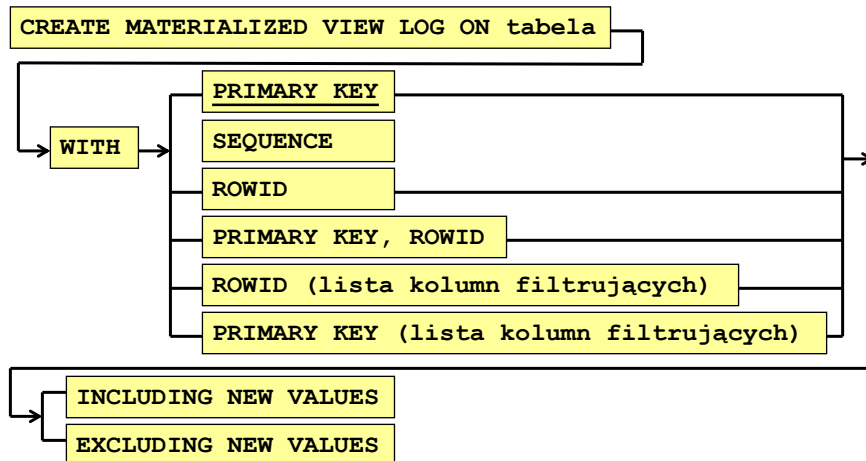 CREATE MATERIALIZED VIEW LOG ON tabela
WITH
PRIMARY KEY
SEQUENCE
ROWID
PRIMARY KEY, ROWID
ROWID (lista kolumn filtrujących)
PRIMARY KEY (lista kolumn filtrujących)
INCLUDING NEW VALUES
EXCLUDING NEW VALUES